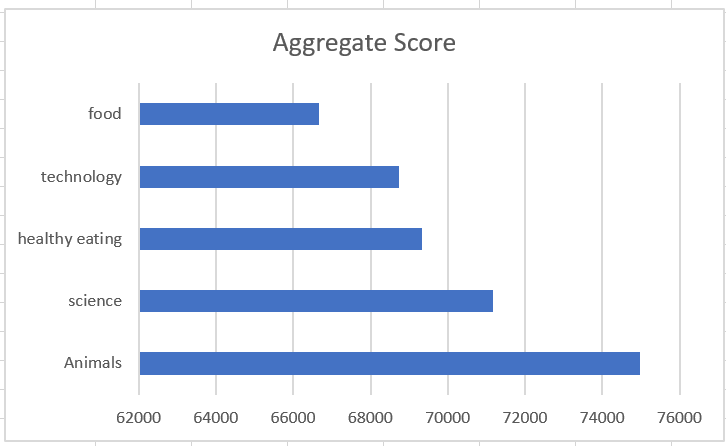 Aggregate Score
food
technology
healthy eating
science
Animals
62000 64000 66000 68000 70000 72000 74000 76000